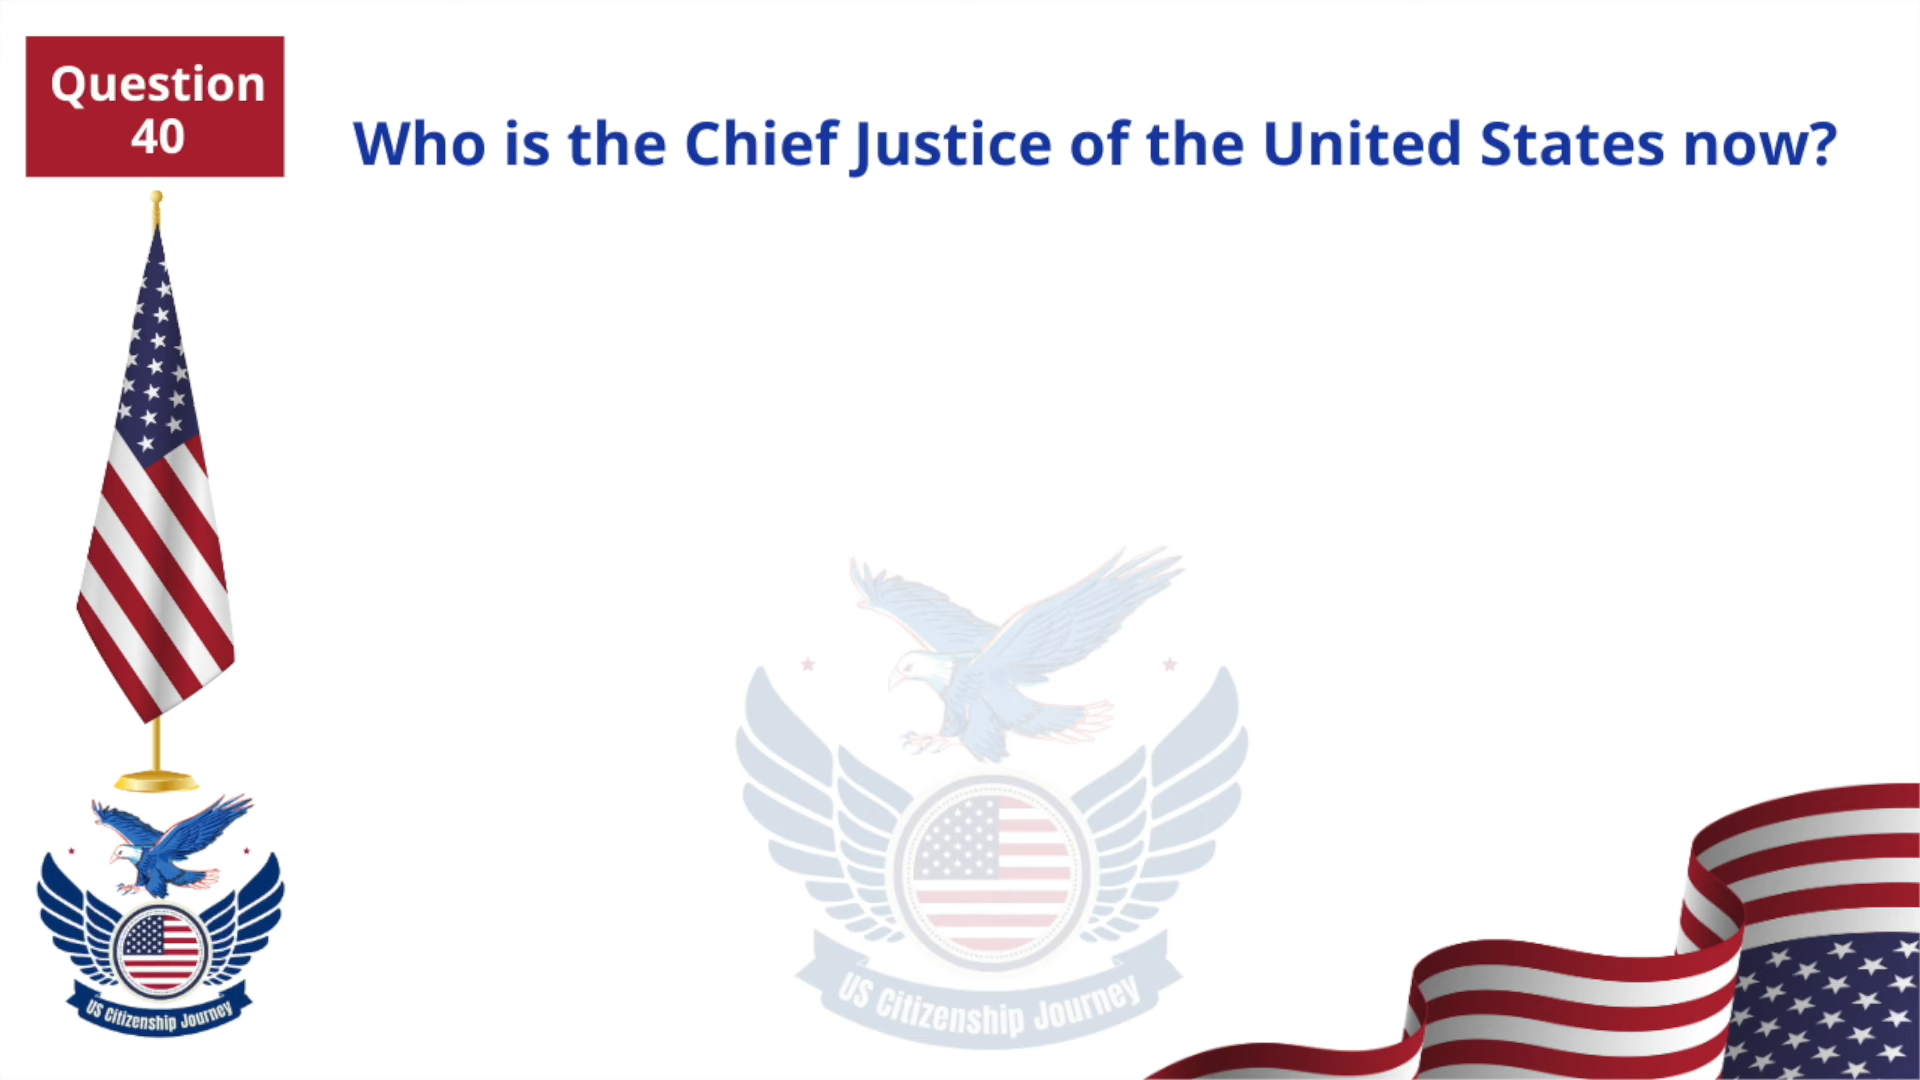 Question
40
Who is the Chief Justice of the United States now?
US Citizenship Journey
US Citizenship Journey